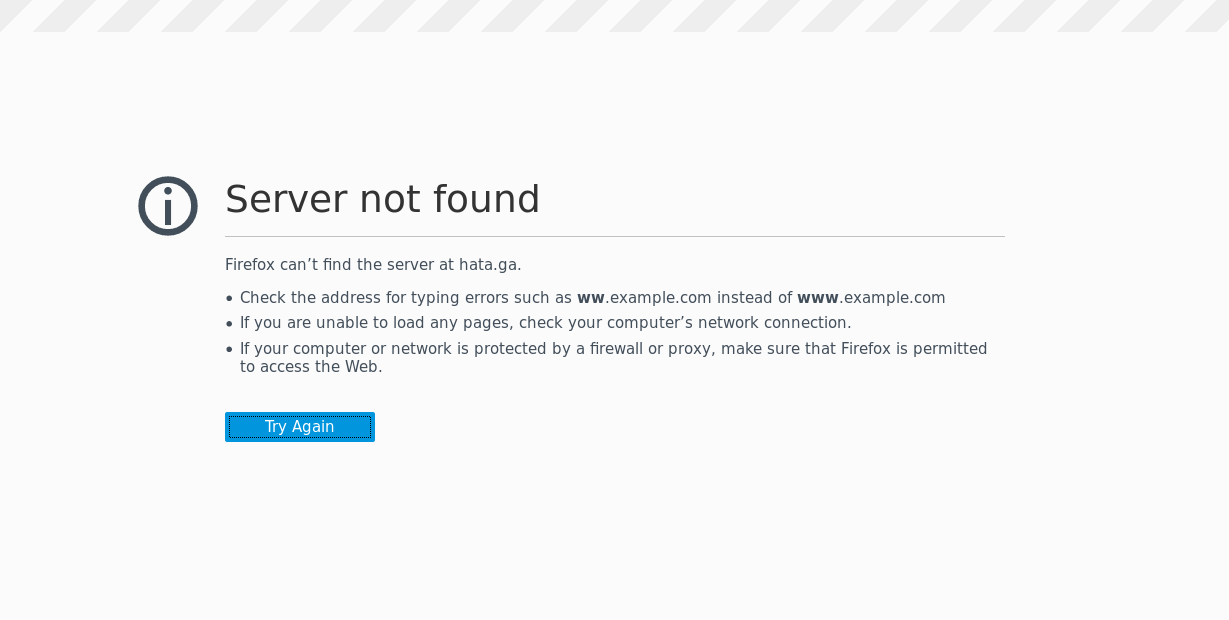 Server not found
Firefox can’t find the server at hata.ga.
• Check the address for typing errors such as ww.example.com instead of www.example.com
• If you are unable to load any pages, check your computer’s network connection.
• If your computer or network is protected by a firewall or proxy, make sure that Firefox is permitted
to access the Web.
Try Again